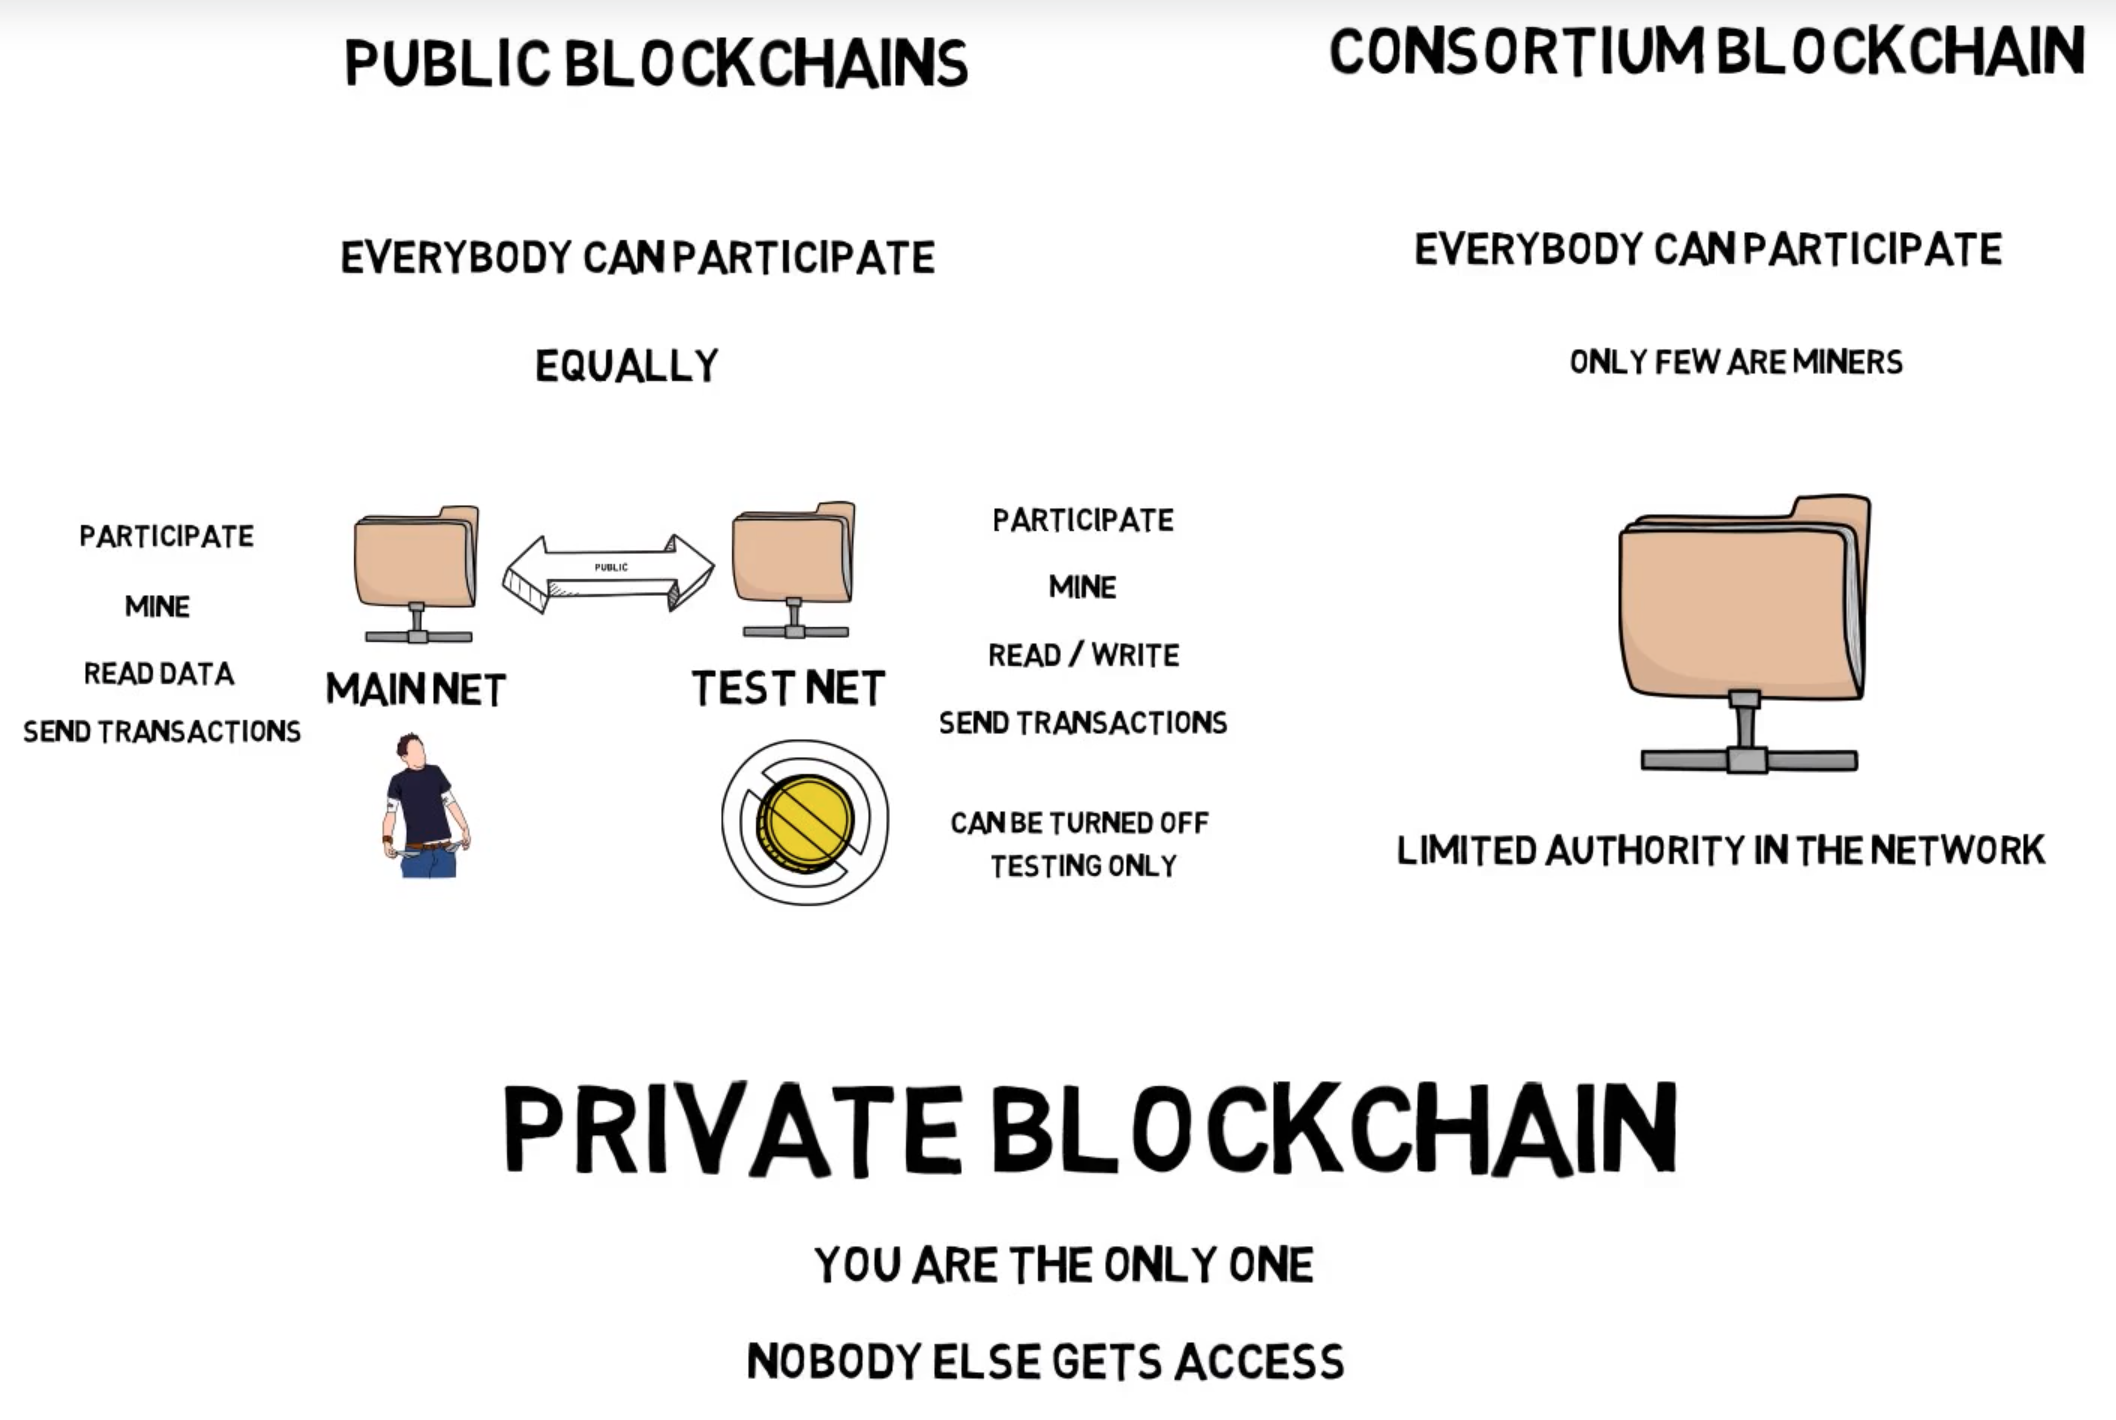 PUBLIC BLOCKCHAINS
EVERYBODY CAN PARTICIPATE
EQUALLY
PARTICIPATE
MINE
READ DATA
SEND TRANSACTIONS
MAIN NET
PUBLIC
TEST NET
PARTICIPATE
MINE
READ / WRITE
SEND TRANSACTIONS
CAN BE TURNED OFF
TESTING ONLY
CONSORTIUM BLOCKCHAIN
EVERYBODY CAN PARTICIPATE
ONLY FEW ARE MINERS
LIMITED AUTHORITY IN THE NETWORK
PRIVATE BLOCKCHAIN
YOU ARE THE ONLY ONE
NOBODY ELSE GETS ACCESS